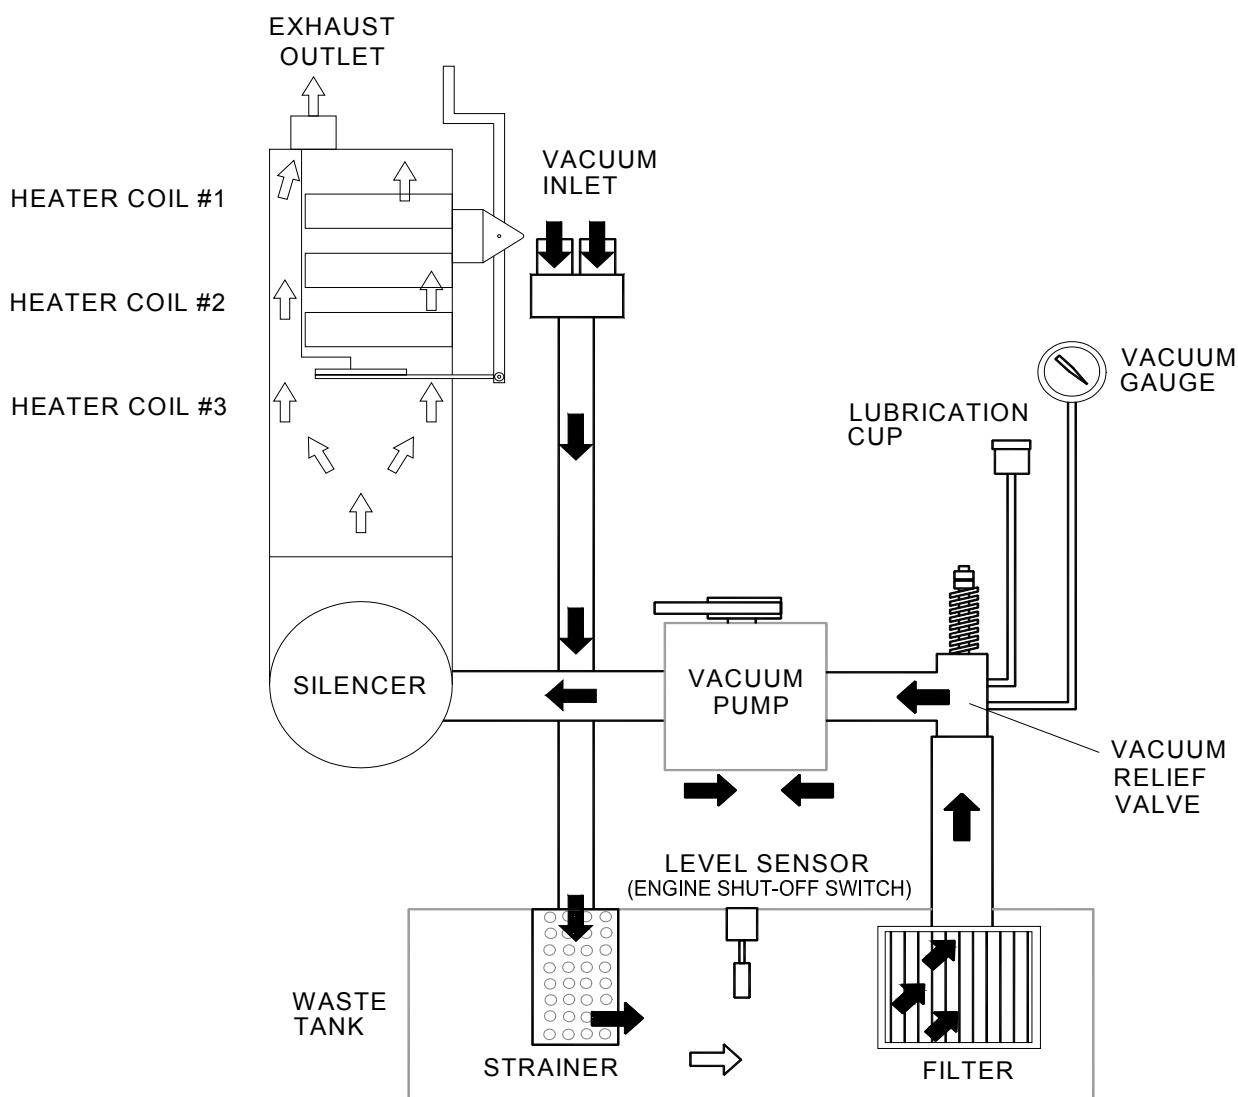 EXHAUST
OUTLET
VACUUM
INLET
HEATER COIL #1
HEATER COIL #2
HEATER COIL #3
VACUUM
GAUGE
LUBRICATION
CUP
SILENCER
VACUUM
PUMP
VACUUM
RELIEF
VALVE
LEVEL SENSOR
(ENGINE SHUT-OFF SWITCH)
WASTE
TANK
STRAINER
FILTER